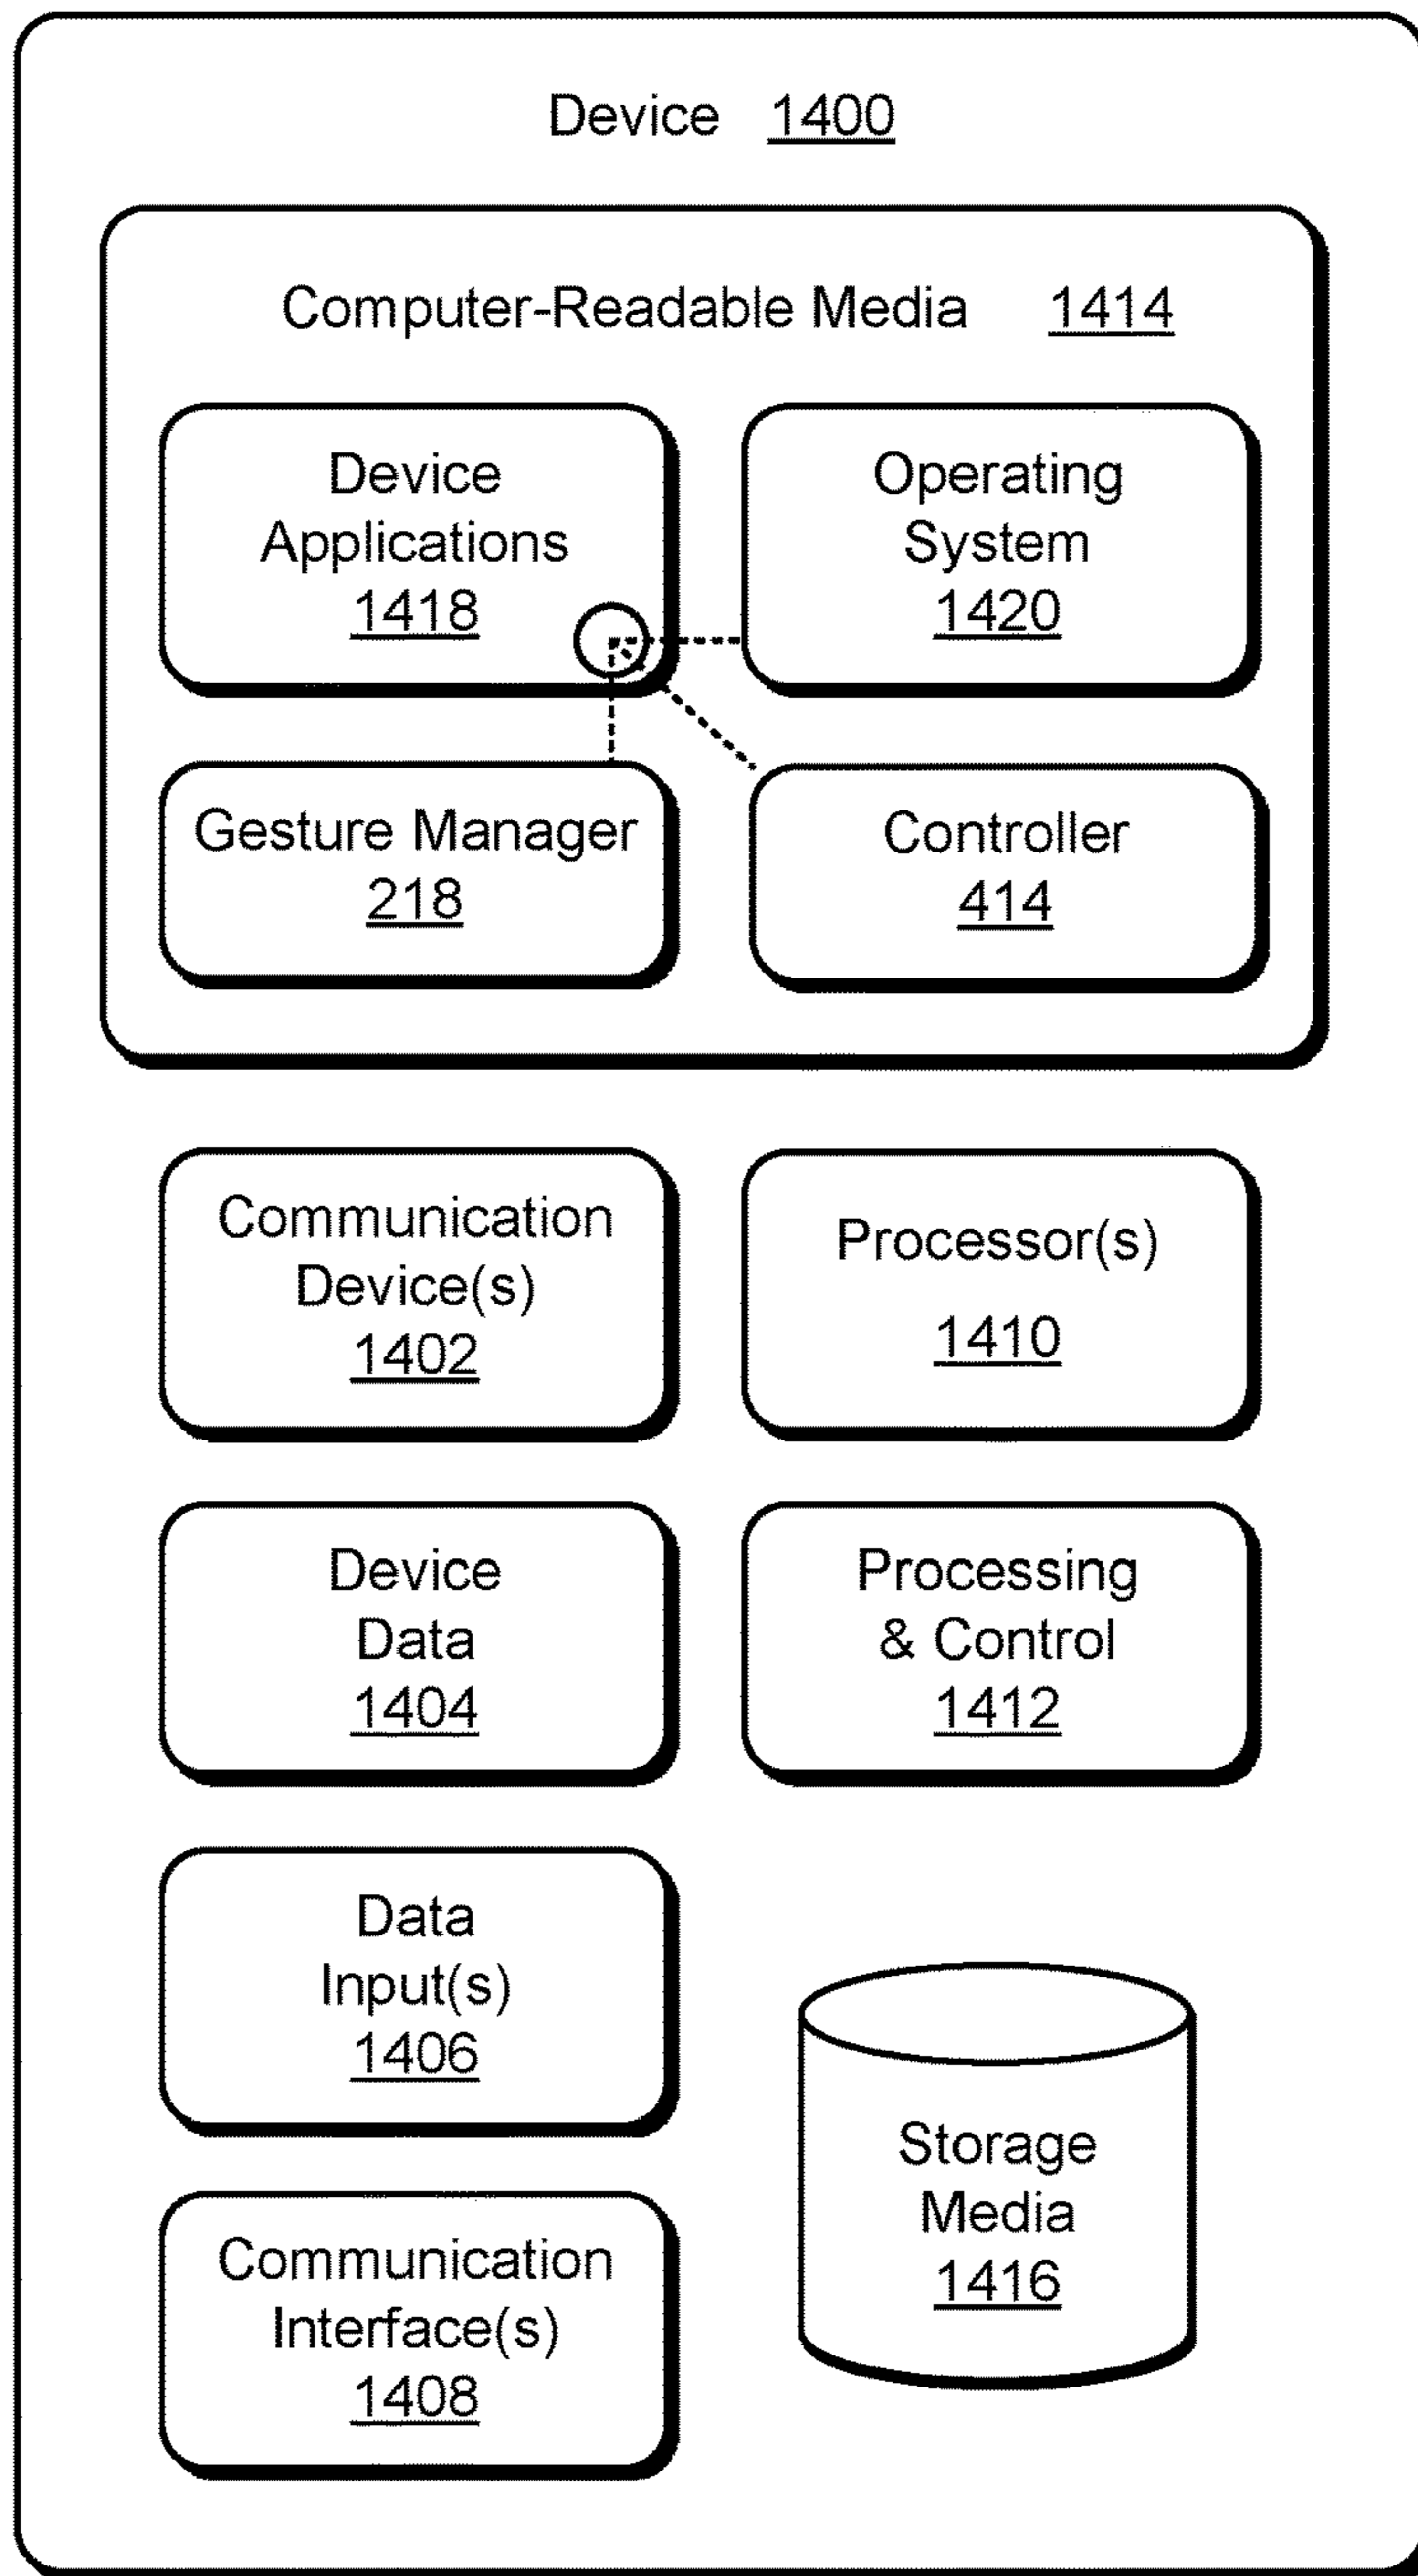 Device 1400
Computer-Readable Media 1414
Device
Applications
1418
Operating
System
1420
Gesture Manager
218
Controller
414
Communication
Device(s)
1402
Processor(s)
1410
Device
Data
1404
Processing
& Control
1412
Data
Input(s)
1406
Storage
Media
1416
Communication
Interface(s)
1408